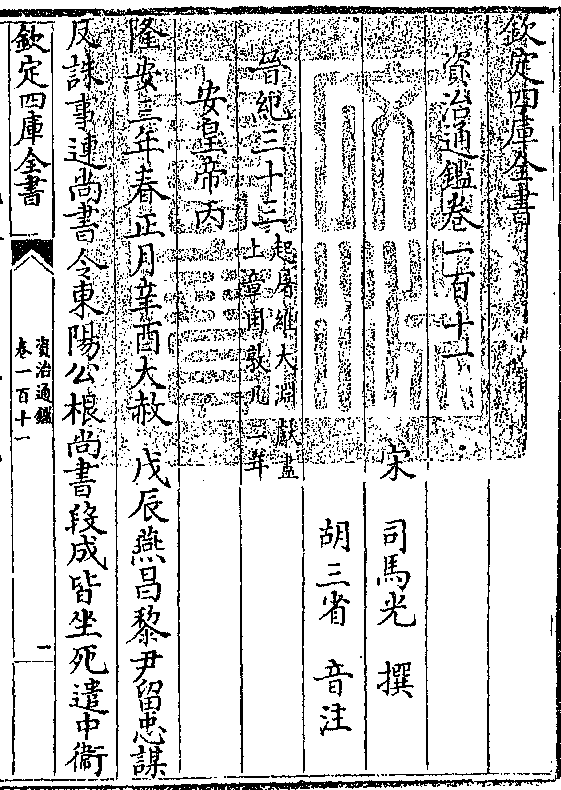 欽定四庫全書
資治通鑑卷一百十一
宋 司馬光 撰
胡三省 音注
晉紀三十三起屠維大淵獻盡
上章困敦凡二年
安皇帝丙
隆安三年春正月辛酉大赦 戊辰燕昌黎尹留忠謀
反誅事連尚書令東陽公根尚書段成皆坐死遣中衛
欽定四庫全書
資治通鑑
卷一百十一
一